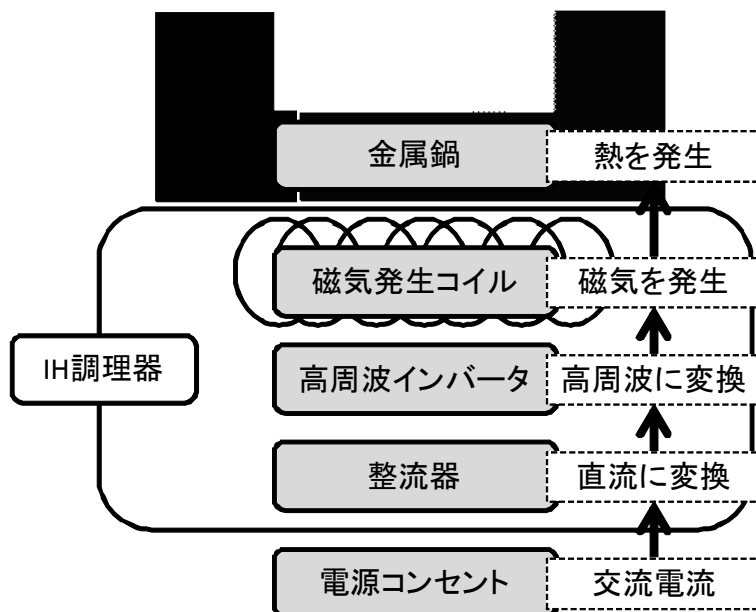 金属鍋
熱を発生
磁気発生コイル
磁気を発生
IH調理器
高周波インバータ
高周波に変換
整流器
直流に変換
電源コンセント
交流電流